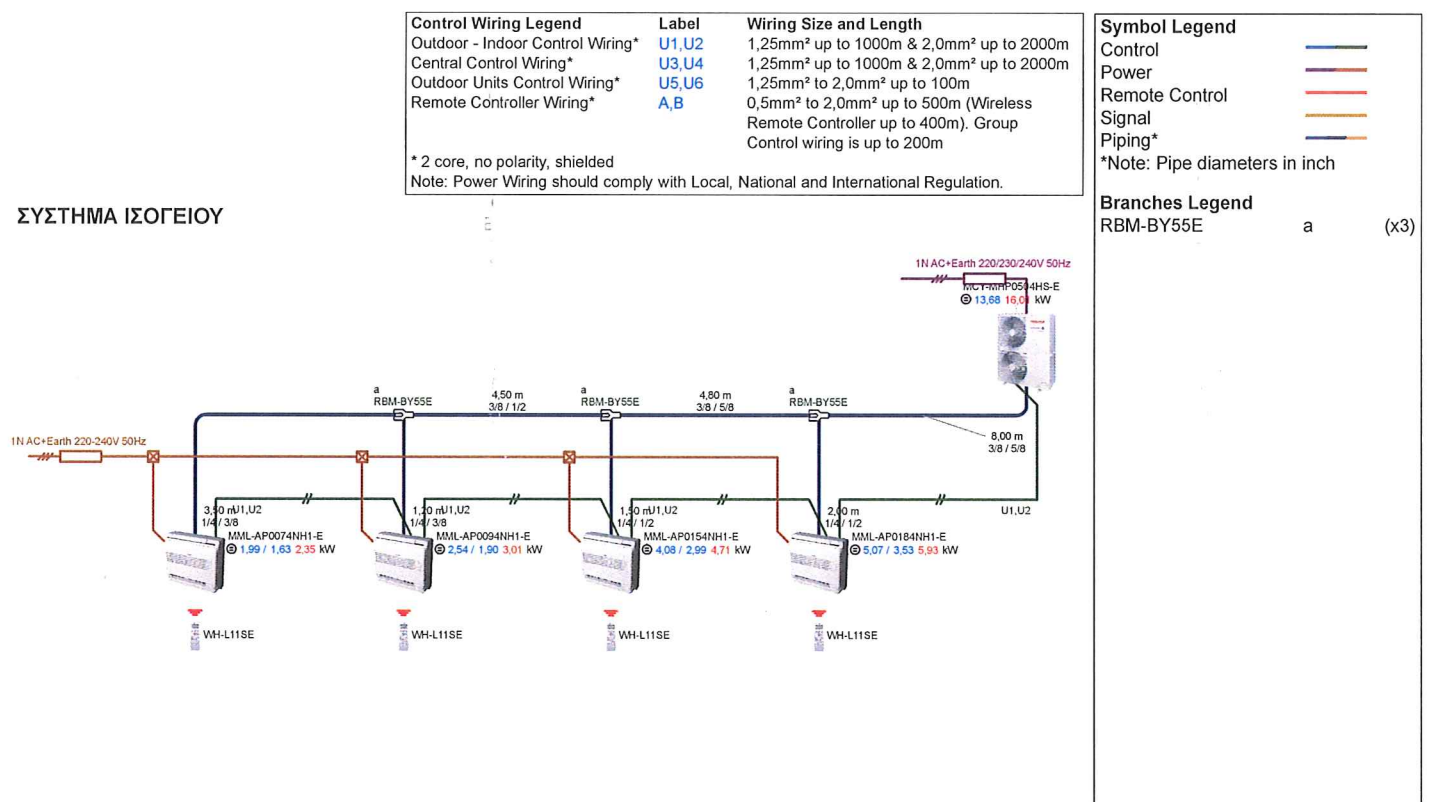 Control Wiring Legend Label Wiring Size and Length
Outdoor - Indoor Control Wiring* U1,U2 1,25mm² up to 1000m & 2,0mm² up to 2000m
Central Control Wiring* U3,U4 1,25mm² up to 1000m & 2,0mm² up to 2000m
Outdoor Units Control Wiring* U5,U6 1,25mm² to 2,0mm² up to 100m
Remote Controller Wiring* A,B 0,5mm² to 2,0mm² up to 500m (Wireless
Remote Controller up to 400m). Group
Control wiring is up to 200m
* 2 core, no polarity, shielded
Note: Power Wiring should comply with Local, National and International Regulation.
Symbol Legend
Control
Power
Remote Control
Signal
Piping*
*Note: Pipe diameters in inch
Branches Legend
RBM-BY55E a (x3)
ΣΥΣΤΗΜΑ ΙΣΟΓΕΙΟΥ
1N AC+Earth 220/230/240V 50Hz
MCY-MHP0504HS-E
13,68 16,01 kW
a
RBM-BY55E
4,50 m
3/8 / 1/2
a
RBM-BY55E
4,80 m
3/8 / 5/8
a
RBM-BY55E
8,00 m
3/8 / 5/8
1N AC+Earth 220-240V 50Hz
3,50 m U1,U2
1/4 / 3/8
MML-AP0074NH1-E
1,99 / 1,63 2,35 kW
WH-L11SE
1,20 m U1,U2
1/4 / 3/8
MML-AP0094NH1-E
2,54 / 1,90 3,01 kW
WH-L11SE
1,50 m U1,U2
1/4 / 1/2
MML-AP0154NH1-E
4,08 / 2,99 4,71 kW
WH-L11SE
2,00 m
1/4 / 1/2
MML-AP0184NH1-E
5,07 / 3,53 5,93 kW
WH-L11SE
U1,U2